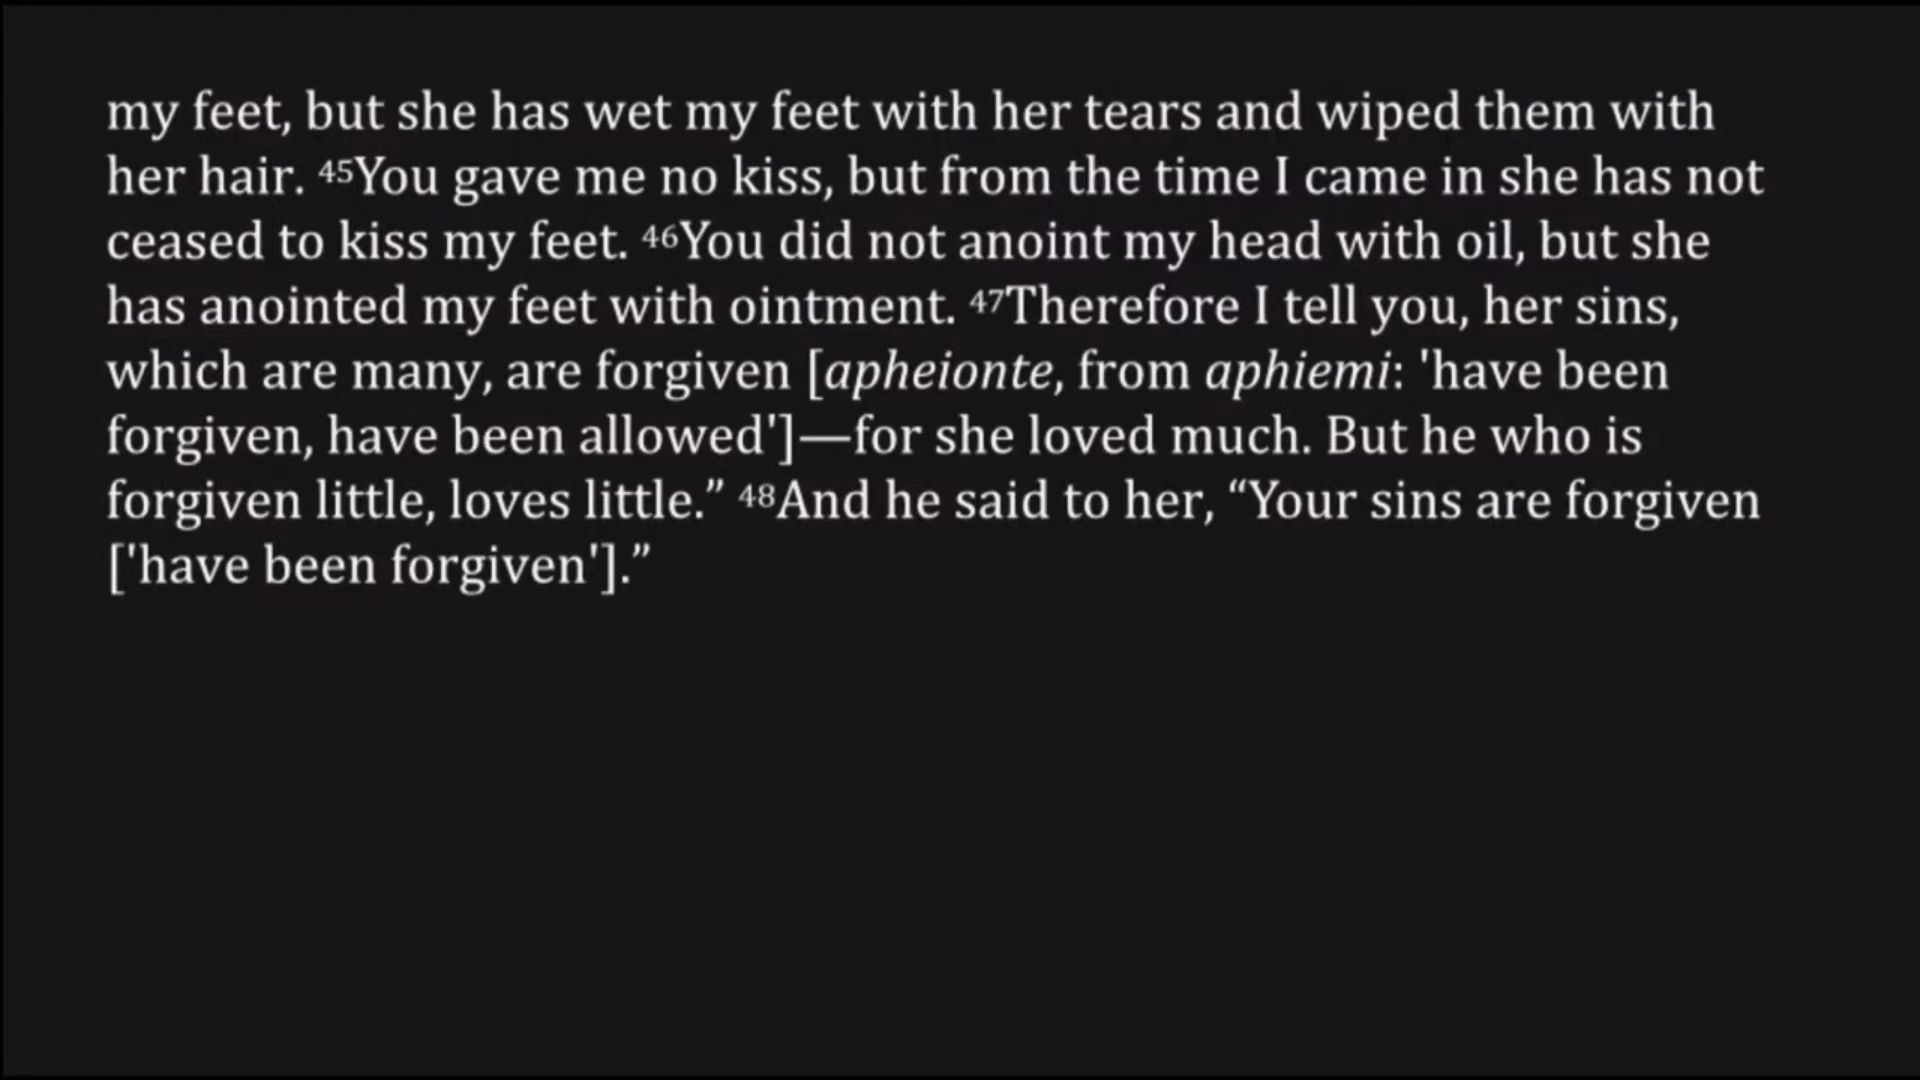 my feet, but she has wet my feet with her tears and wiped them with
her hair. ⁴⁵You gave me no kiss, but from the time I came in she has not
ceased to kiss my feet. ⁴⁶You did not anoint my head with oil, but she
has anointed my feet with ointment. ⁴⁷Therefore I tell you, her sins,
which are many, are forgiven [apheionte, from aphiemi: 'have been
forgiven, have been allowed']—for she loved much. But he who is
forgiven little, loves little.” ⁴⁸And he said to her, “Your sins are forgiven
['have been forgiven'].”